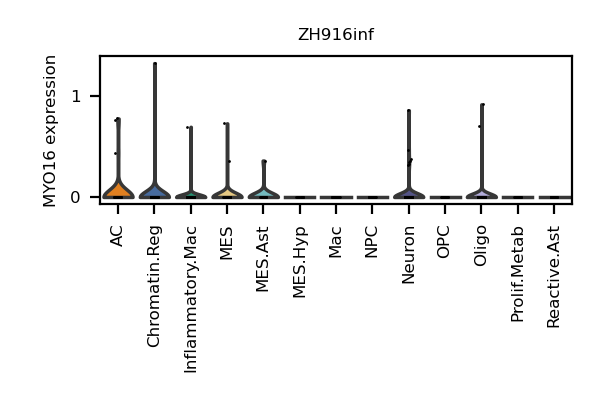 ZH916inf
MYO16 expression
1
0
AC
Chromatin.Reg
Inflammatory.Mac
MES
MES.Ast
MES.Hyp
Mac
NPC
Neuron
OPC
Oligo
Prolif.Metab
Reactive.Ast